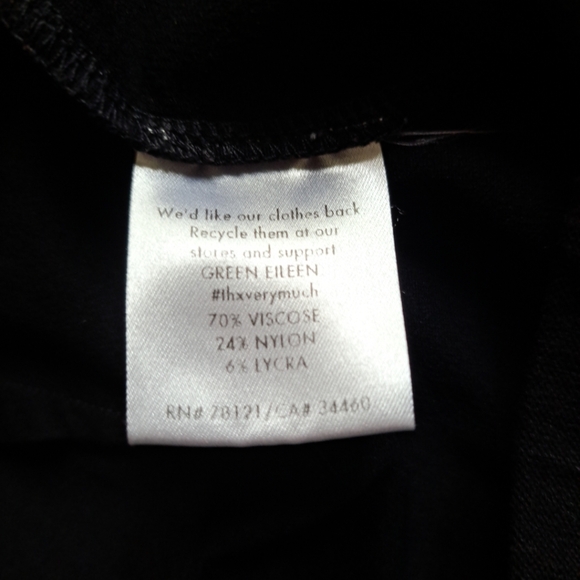 We'd like our clothes back
Recycle them at our
stores and support
GREEN EILEEN
#thxverymuch
70% VISCOSE
24% NYLON
6% LYCRA
RN# 78121/CA# 34460